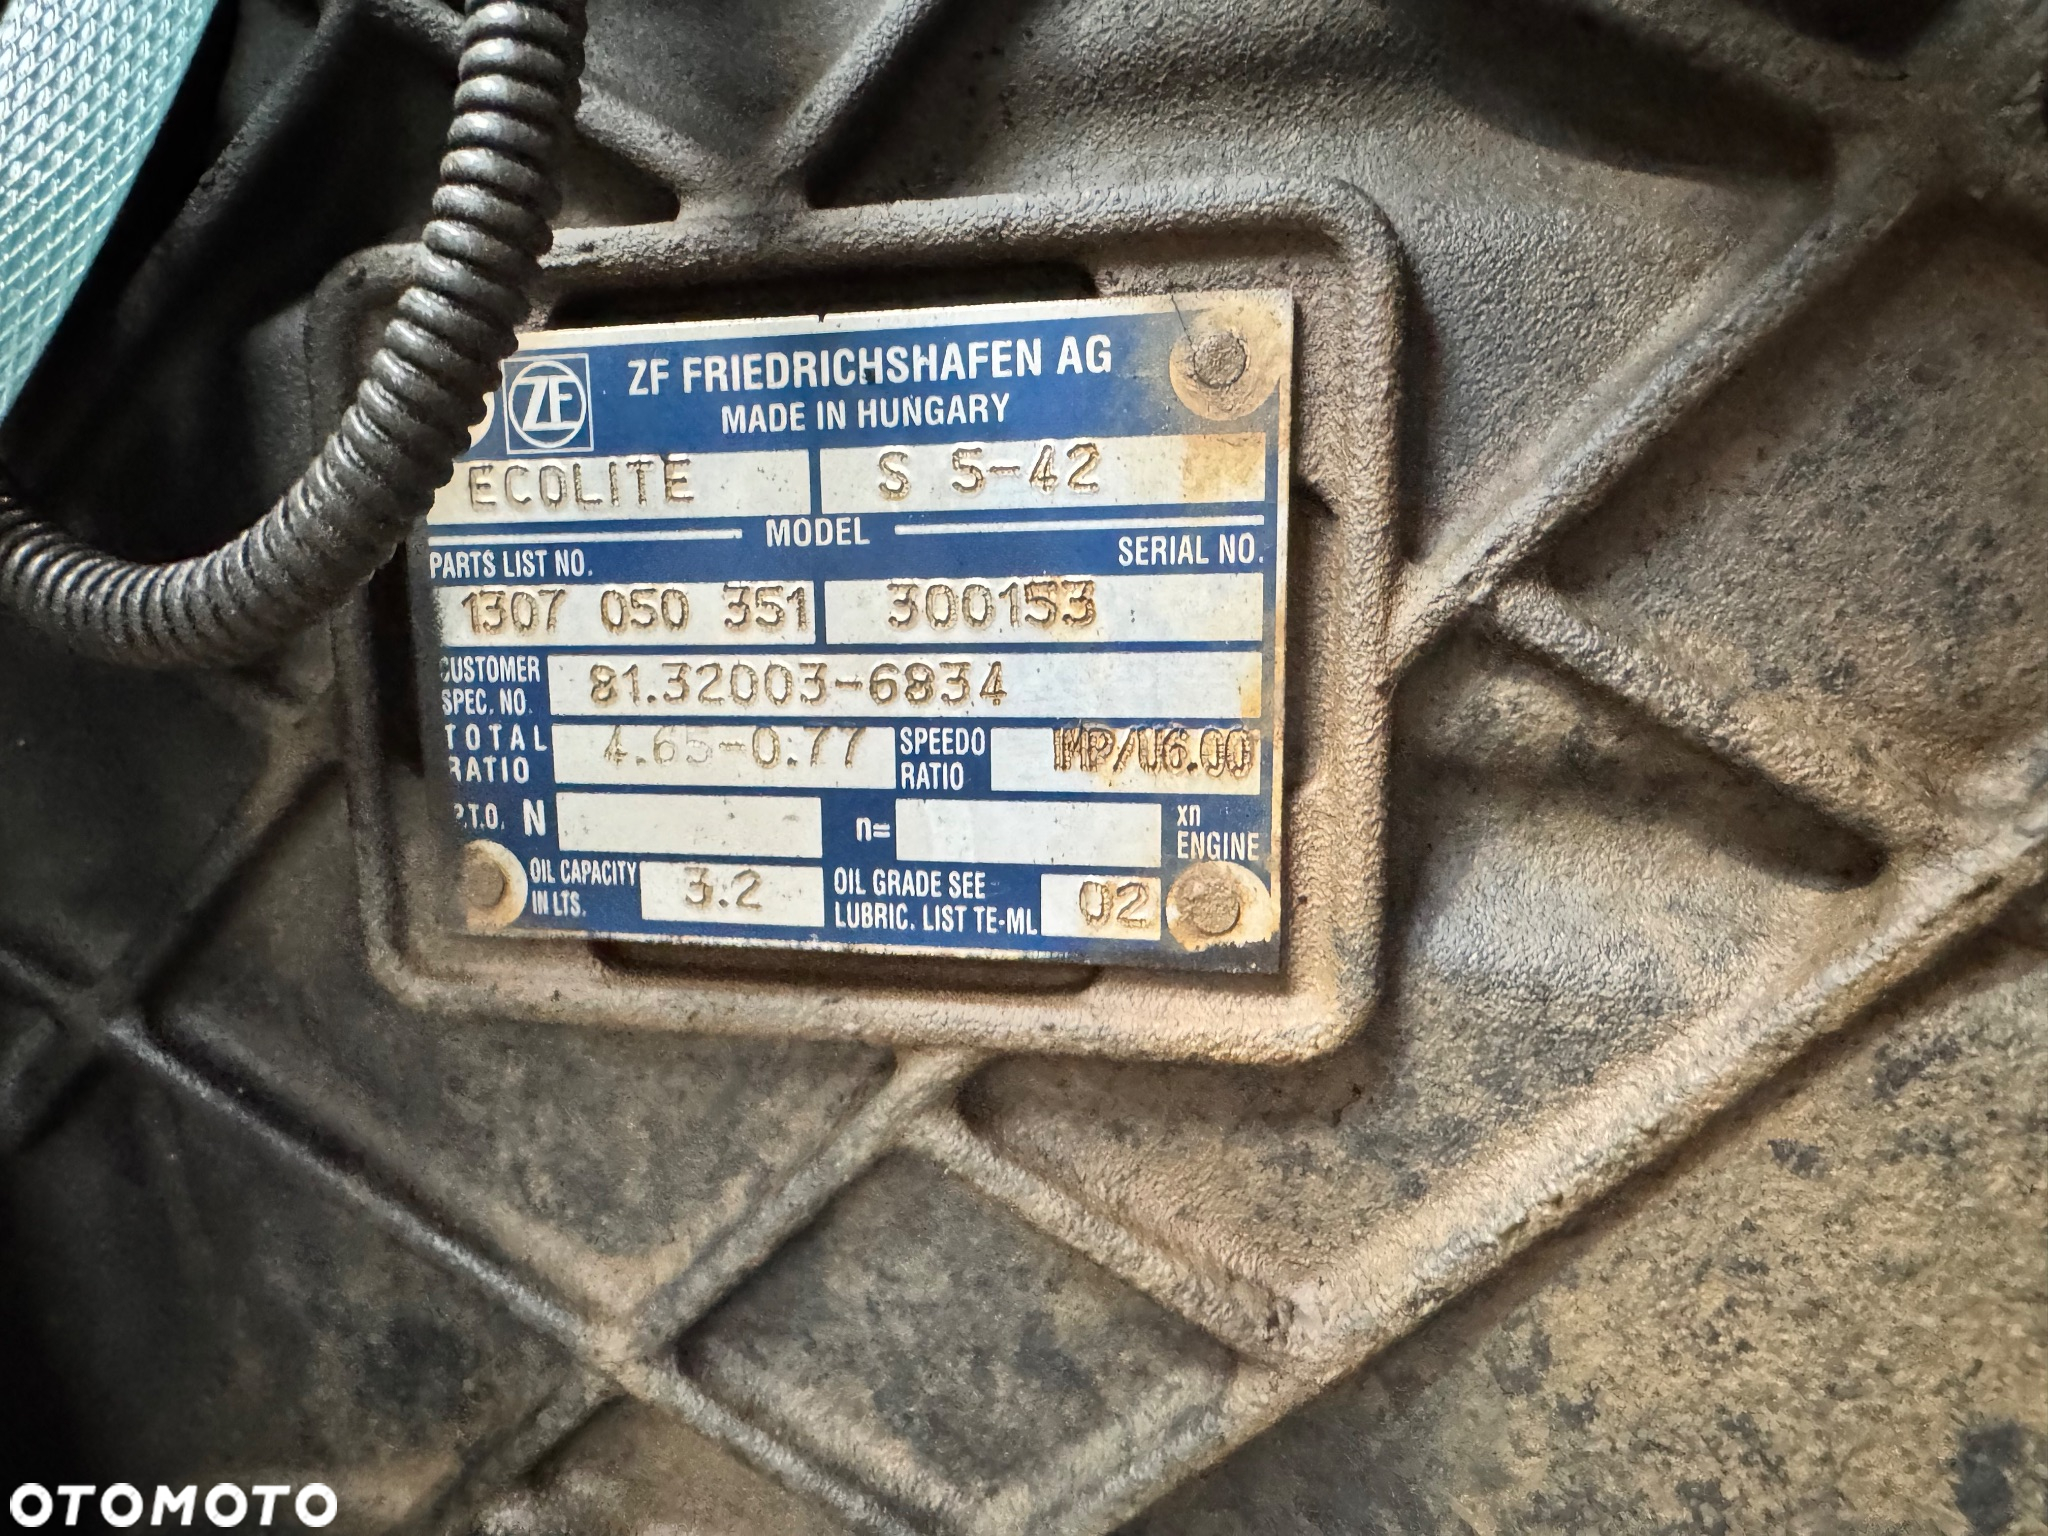 ZF
ZF FRIEDRICHSHAFEN AG
MADE IN HUNGARY
ECOLITE S 5-42
MODEL
PARTS LIST NO. SERIAL NO.
1307 050 351 300153
CUSTOMER SPEC. NO. 81.32003-6834
TOTAL RATIO 4.65-0.77 SPEEDO RATIO IMP/U6.00
P.T.O. N n= xn ENGINE
OIL CAPACITY IN LTS. 3.2 OIL GRADE SEE LUBRIC. LIST TE-ML 02
OTOMOTO